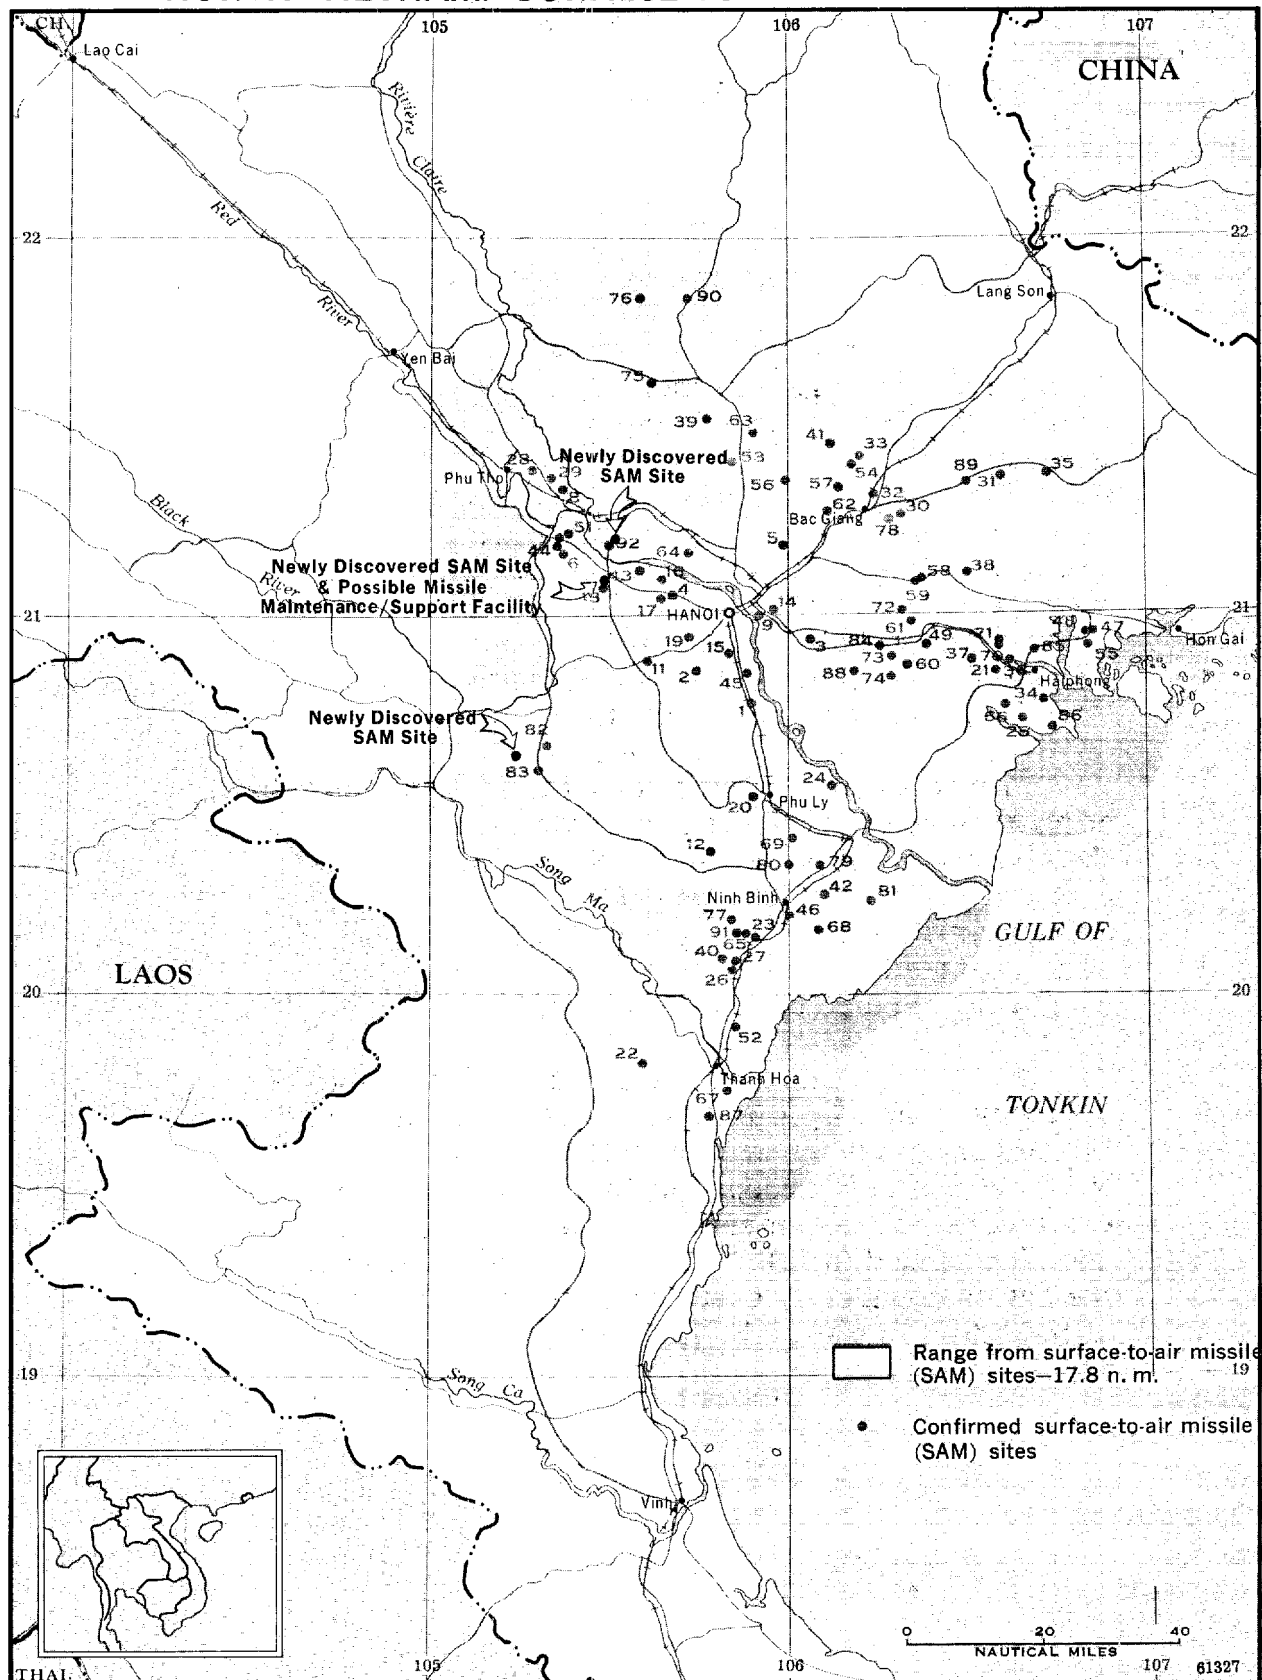 105
106
107
CH.
Lao Cai
CHINA
Rivière
Claire
Red
River
22
22
76
90
Lang Son
Yen Bai
75
39
63
41
33
53
54
Newly Discovered
SAM Site
28
29
Phu Tho
8
56
57
89
31
35
62
32
Bac Giang
30
78
Black
River
51
44
6
92
5
64
Newly Discovered SAM Site
& Possible Missile
Maintenance/Support Facility
13
16
4
17
HANOI
14
9
58
38
59
72
61
21
21
48
47
Hon Gai
55
19
15
11
2
45
1
3
84
49
73
60
88
74
37
71
70
21
Haiphong
34
86
25
Newly Discovered
SAM Site
82
83
24
20
Phu Ly
12
69
80
79
Song
Ma
Ninh Binh
42
81
46
68
77
91
23
65
40
27
26
GULF OF
LAOS
20
20
52
22
Thanh Hoa
67
87
TONKIN
19
Range from surface-to-air missile
(SAM) sites—17.8 n. m.
19
Song
Ca
Confirmed surface-to-air missile
(SAM) sites
Vinh
0
20
40
NAUTICAL MILES
THAI.
105
106
107
61327